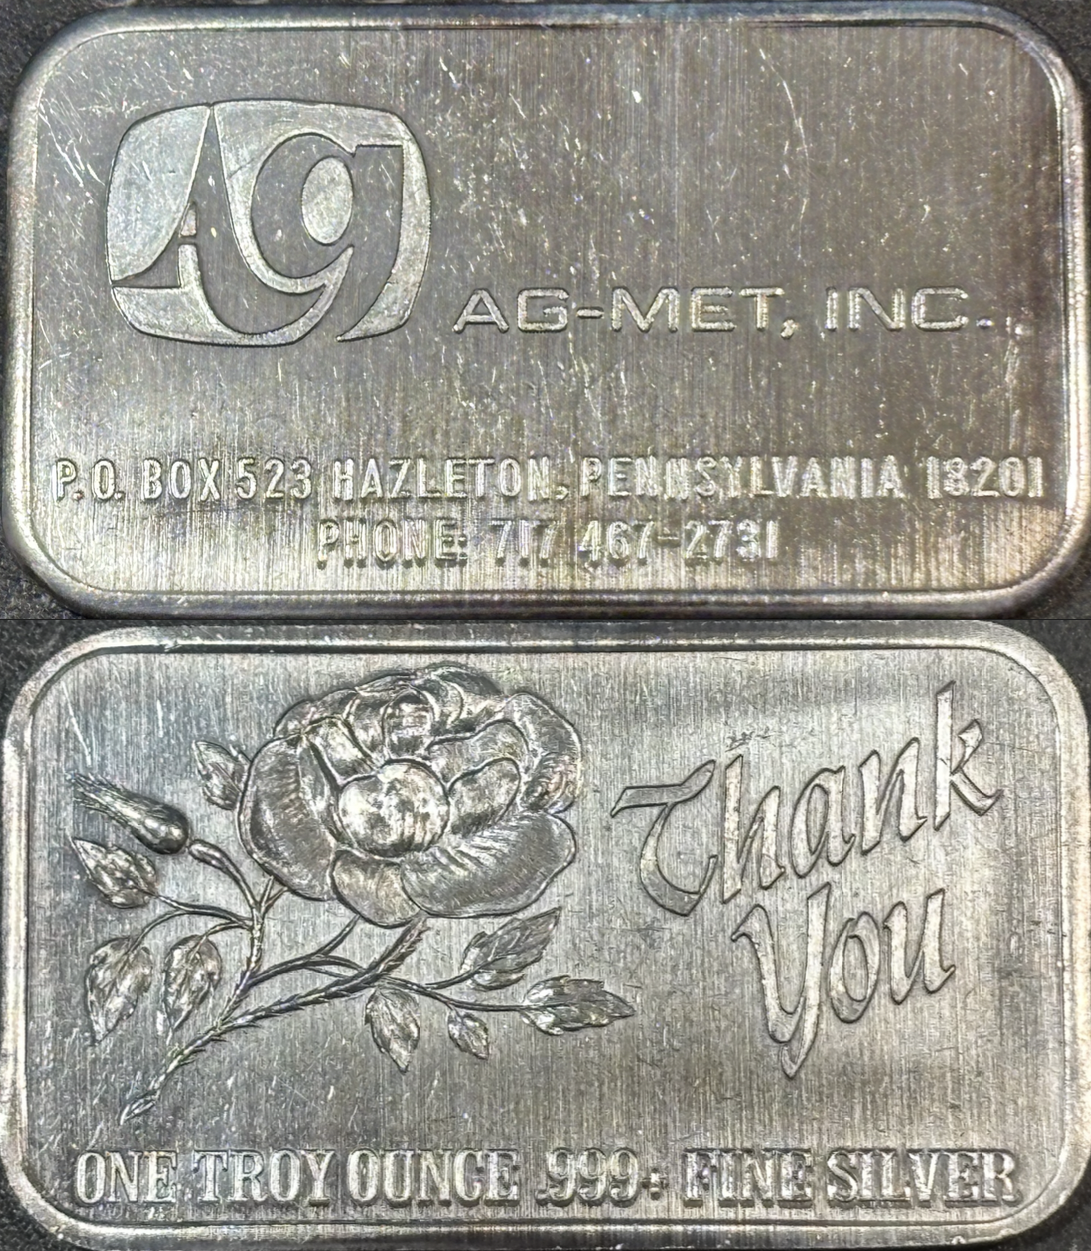 Ag
AG-MET, INC.
P.O. BOX 523 HAZLETON, PENNSYLVANIA 18201
PHONE: 717 467-2731
Thank
You
ONE TROY OUNCE .999+ FINE SILVER